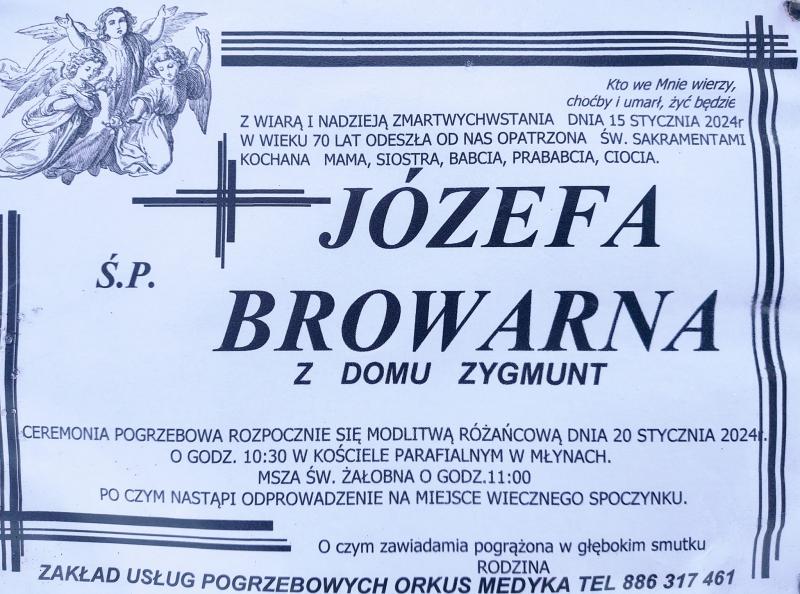 Kto we Mnie wierzy,
choćby i umarł, żyć będzie
Z WIARĄ I NADZIEJĄ ZMARTWYCHWSTANIA DNIA 15 STYCZNIA 2024r
W WIEKU 70 LAT ODESZŁA OD NAS OPATRZONA ŚW. SAKRAMENTAMI
KOCHANA MAMA, SIOSTRA, BABCIA, PRABABCIA, CIOCIA.
JÓZEFA
Ś.P.
BROWARNA
Z DOMU ZYGMUNT
CEREMONIA POGRZEBOWA ROZPOCZNIE SIĘ MODLITWĄ RÓŻAŃCOWĄ DNIA 20 STYCZNIA 2024r.
O GODZ. 10:30 W KOŚCIELE PARAFIALNYM W MŁYNACH.
MSZA ŚW. ŻAŁOBNA O GODZ.11:00
PO CZYM NASTĄPI ODPROWADZENIE NA MIEJSCE WIECZNEGO SPOCZYNKU.
O czym zawiadamia pogrążona w głębokim smutku
RODZINA
ZAKŁAD USŁUG POGRZEBOWYCH ORKUS MEDYKA TEL 886 317 461